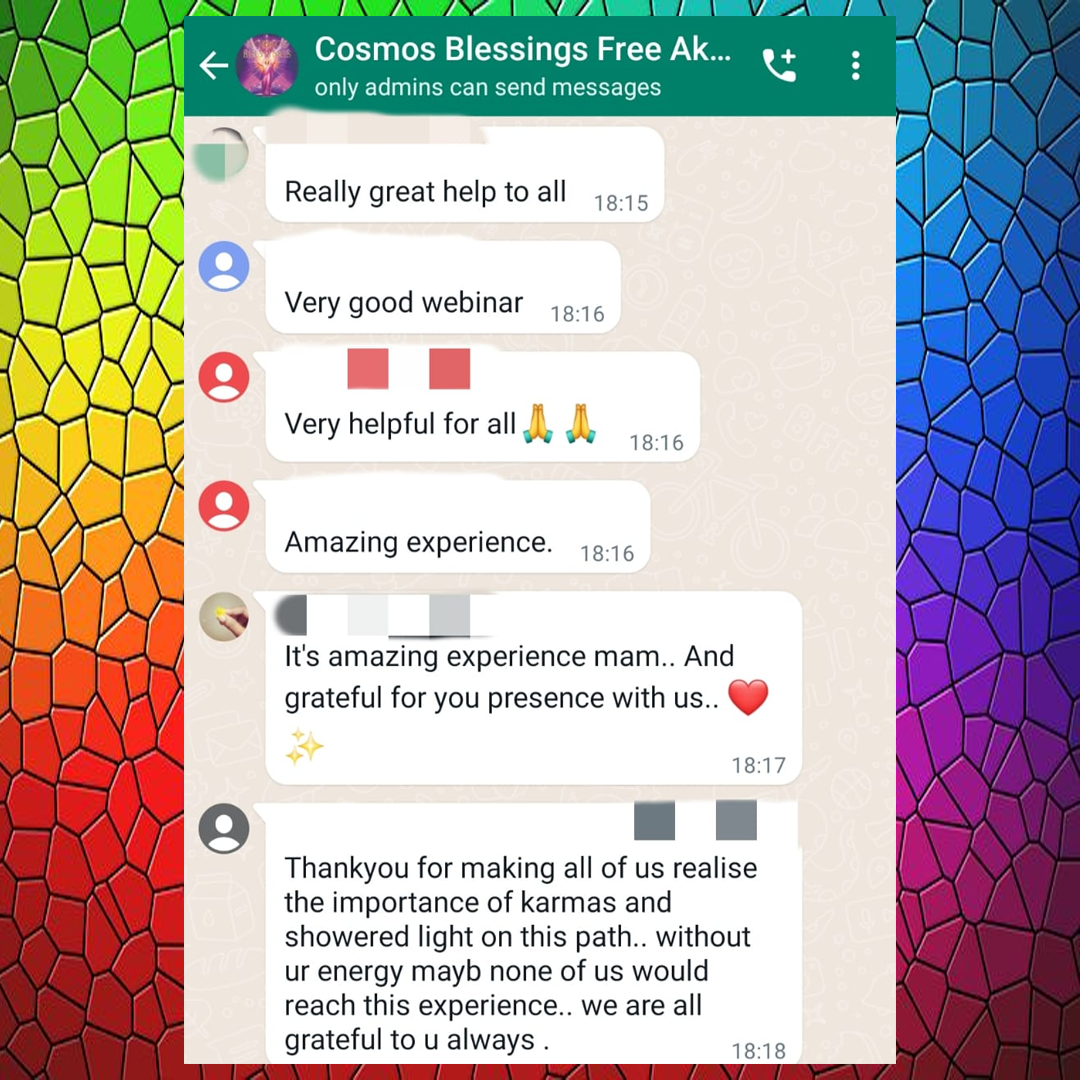 Cosmos Blessings Free Ak...
only admins can send messages
Really great help to all 18:15
Very good webinar 18:16
Very helpful for all🙏 🙏 18:16
Amazing experience. 18:16
It's amazing experience mam.. And
grateful for you presence with us.. ❤️
✨
18:17
Thankyou for making all of us realise
the importance of karmas and
showered light on this path.. without
ur energy mayb none of us would
reach this experience.. we are all
grateful to u always . 18:18